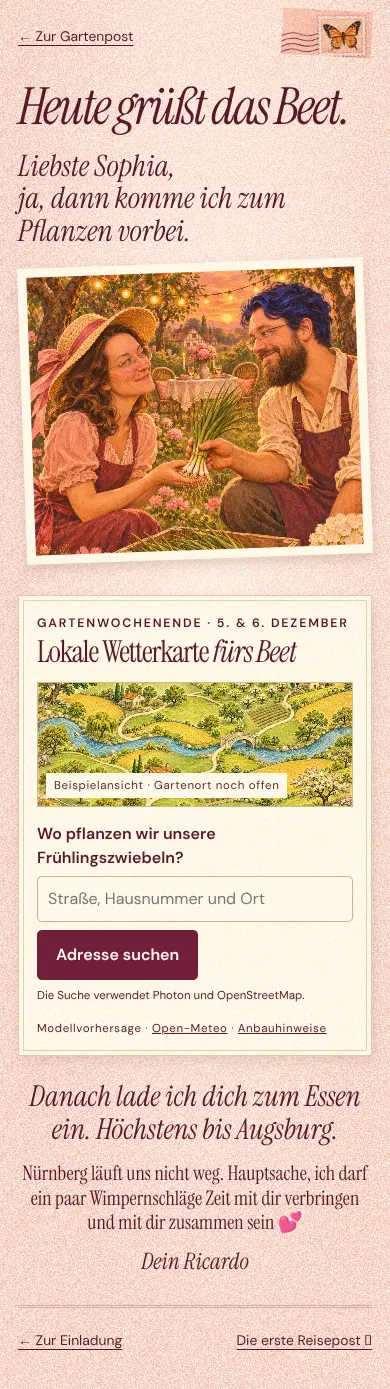 ← Zur Gartenpost
Heute grüßt das Beet.
Liebste Sophia,
ja, dann komme ich zum
Pflanzen vorbei.
GARTENWOCHENENDE · 5. & 6. DEZEMBER
Lokale Wetterkarte fürs Beet
Beispielansicht · Gartenort noch offen
Wo pflanzen wir unsere
Frühlingszwiebeln?
Straße, Hausnummer und Ort
Adresse suchen
Die Suche verwendet Photon und OpenStreetMap.
Modellvorhersage · Open-Meteo · Anbauhinweise
Danach lade ich dich zum Essen
ein. Höchstens bis Augsburg.
Nürnberg läuft uns nicht weg. Hauptsache, ich darf
ein paar Wimpernschläge Zeit mit dir verbringen
und mit dir zusammen sein 💕
Dein Ricardo
← Zur Einladung
Die erste Reisepost